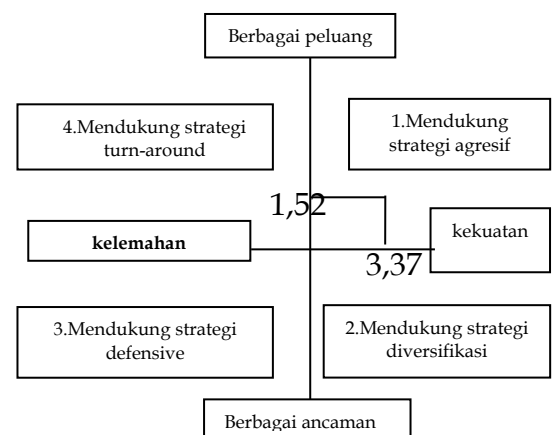 Berbagai peluang
4.Mendukung strategi
turn-around
1.Mendukung
strategi agresif
1,52
kelemahan
kekuatan
3,37
3.Mendukung strategi
defensive
2.Mendukung strategi
diversifikasi
Berbagai ancaman